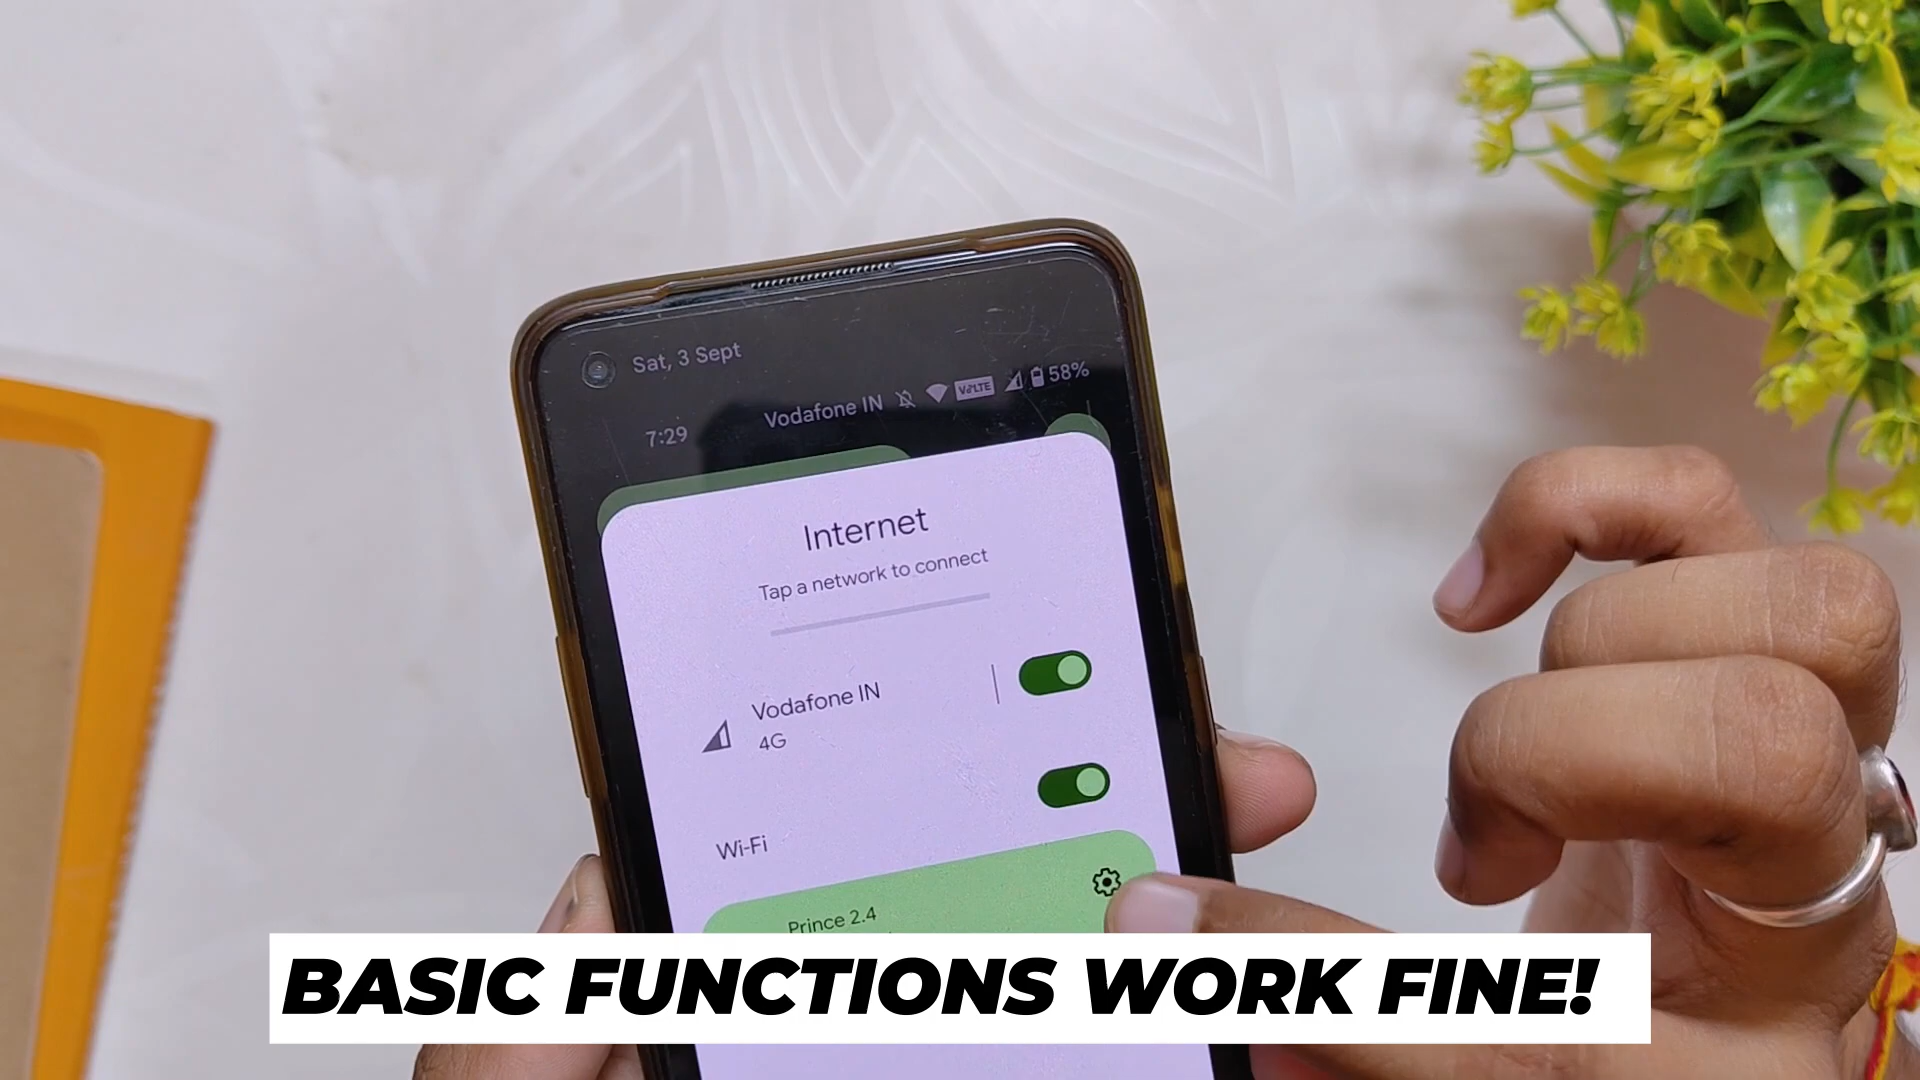 Sat, 3 Sept
7:29
Vodafone IN
VoLTE
58%
Internet
Tap a network to connect
Vodafone IN
4G
Wi-Fi
Prince 2.4
BASIC FUNCTIONS WORK FINE!